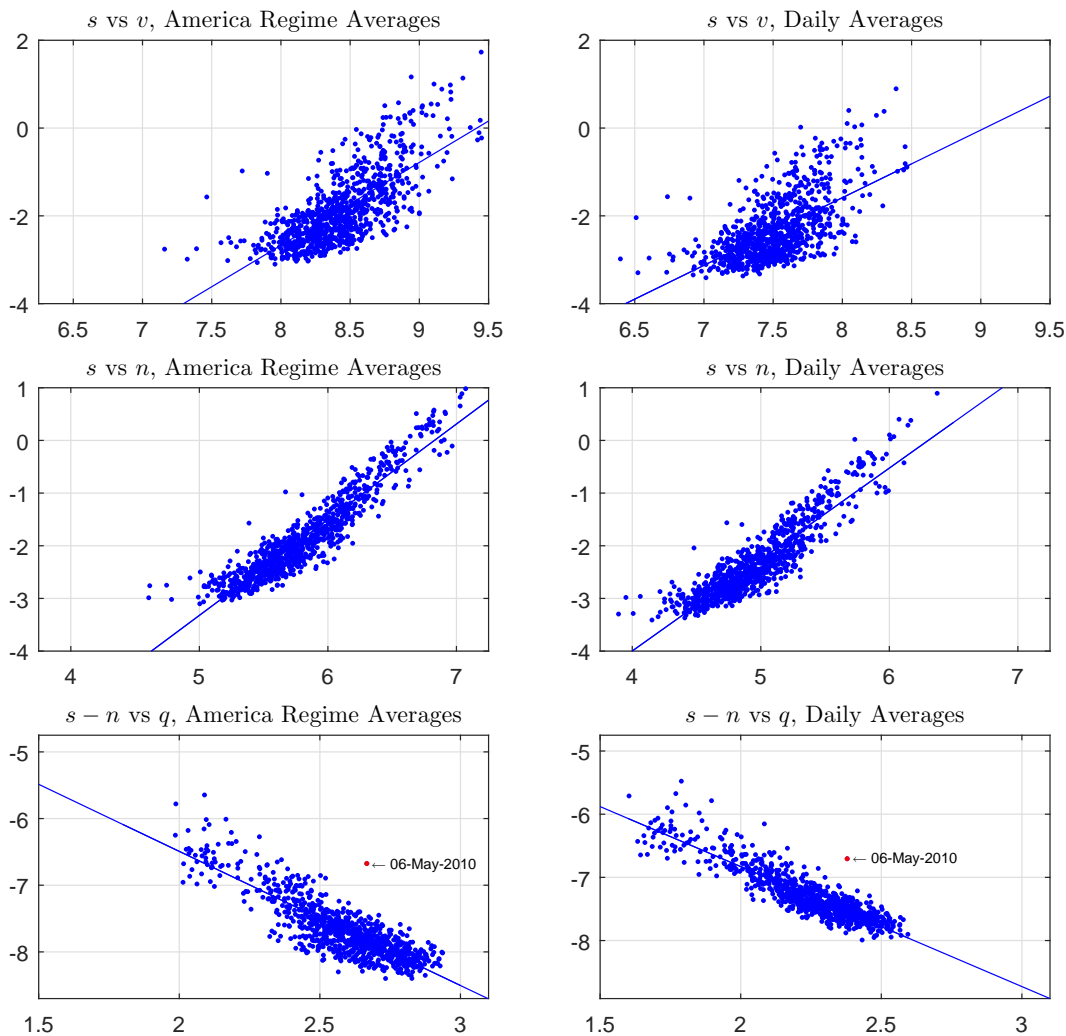 s vs v, America Regime Averages
2
0
-2
-4
6.5 7 7.5 8 8.5 9 9.5
s vs v, Daily Averages
2
0
-2
-4
6.5 7 7.5 8 8.5 9 9.5
s vs n, America Regime Averages
1
0
-1
-2
-3
-4
4 5 6 7
s vs n, Daily Averages
1
0
-1
-2
-3
-4
4 5 6 7
s − n vs q, America Regime Averages
-5
-6
-7
-8
← 06-May-2010
1.5 2 2.5 3
s − n vs q, Daily Averages
-5
-6
-7
-8
← 06-May-2010
1.5 2 2.5 3